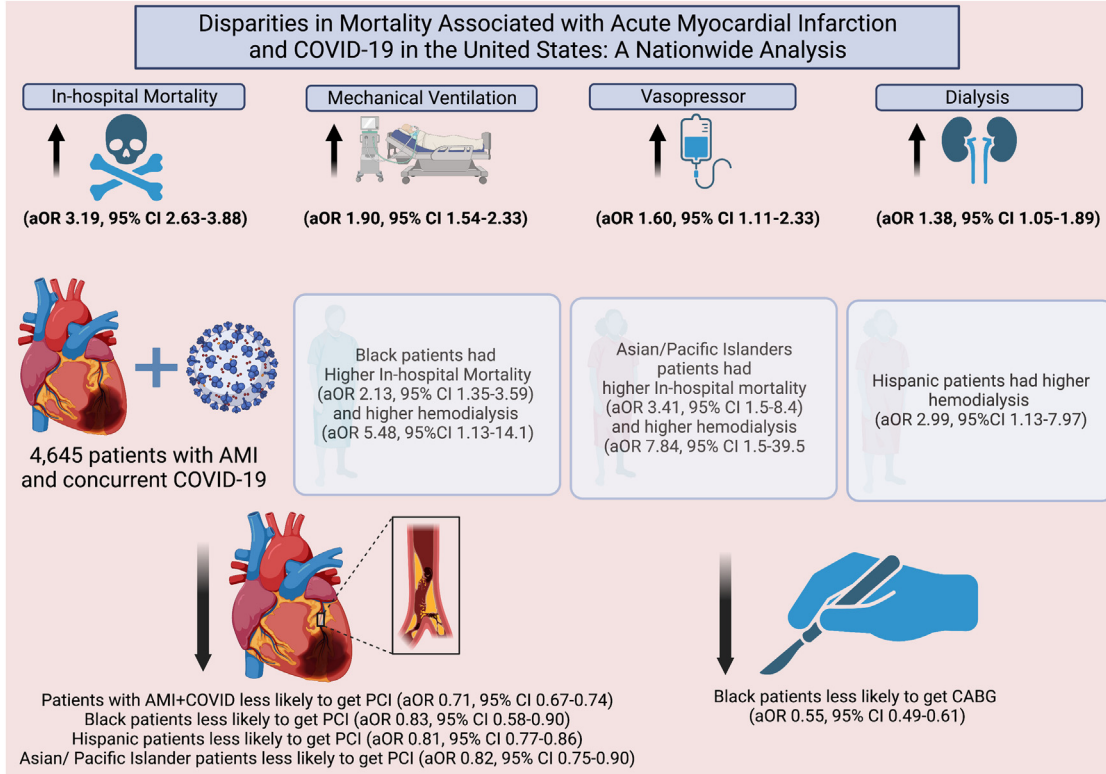 Disparities in Mortality Associated with Acute Myocardial Infarction
and COVID-19 in the United States: A Nationwide Analysis
In-hospital Mortality
Mechanical Ventilation
Vasopressor
Dialysis
(aOR 3.19, 95% CI 2.63-3.88)
(aOR 1.90, 95% CI 1.54-2.33)
(aOR 1.60, 95% CI 1.11-2.33)
(aOR 1.38, 95% CI 1.05-1.89)
4,645 patients with AMI
and concurrent COVID-19
Black patients had
Higher In-hospital Mortality
(aOR 2.13, 95% CI 1.35-3.59)
and higher hemodialysis
(aOR 5.48, 95%CI 1.13-14.1)
Asian/Pacific Islanders
patients had
higher In-hospital mortality
(aOR 3.41, 95% CI 1.5-8.4)
and higher hemodialysis
(aOR 7.84, 95% CI 1.5-39.5
Hispanic patients had higher
hemodialysis
(aOR 2.99, 95% CI 1.13-7.97)
Patients with AMI+COVID less likely to get PCI (aOR 0.71, 95% CI 0.67-0.74)
Black patients less likely to get PCI (aOR 0.83, 95% CI 0.58-0.90)
Hispanic patients less likely to get PCI (aOR 0.81, 95% CI 0.77-0.86)
Asian/ Pacific Islander patients less likely to get PCI (aOR 0.82, 95% CI 0.75-0.90)
Black patients less likely to get CABG
(aOR 0.55, 95% CI 0.49-0.61)